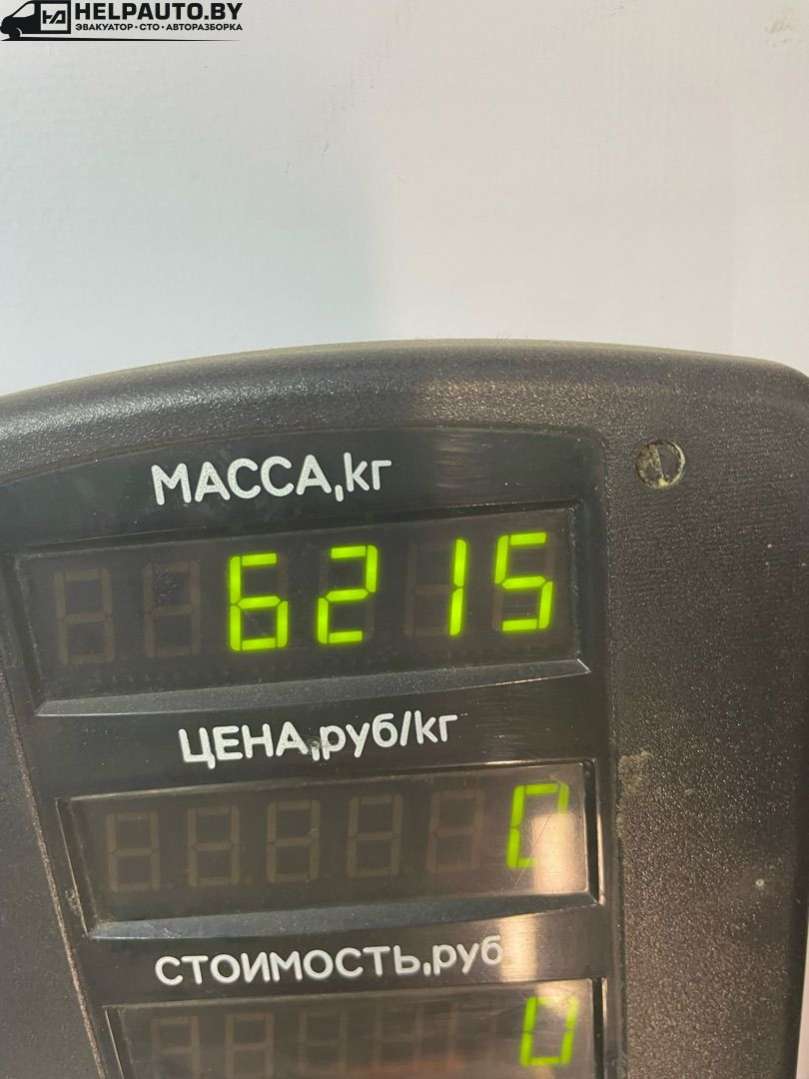 HELPAUTO.BY
ЭВАКУАТОР • СТО • АВТОРАЗБОРКА
МАССА,кг
6215
ЦЕНА,руб/кг
0
СТОИМОСТЬ,руб
0